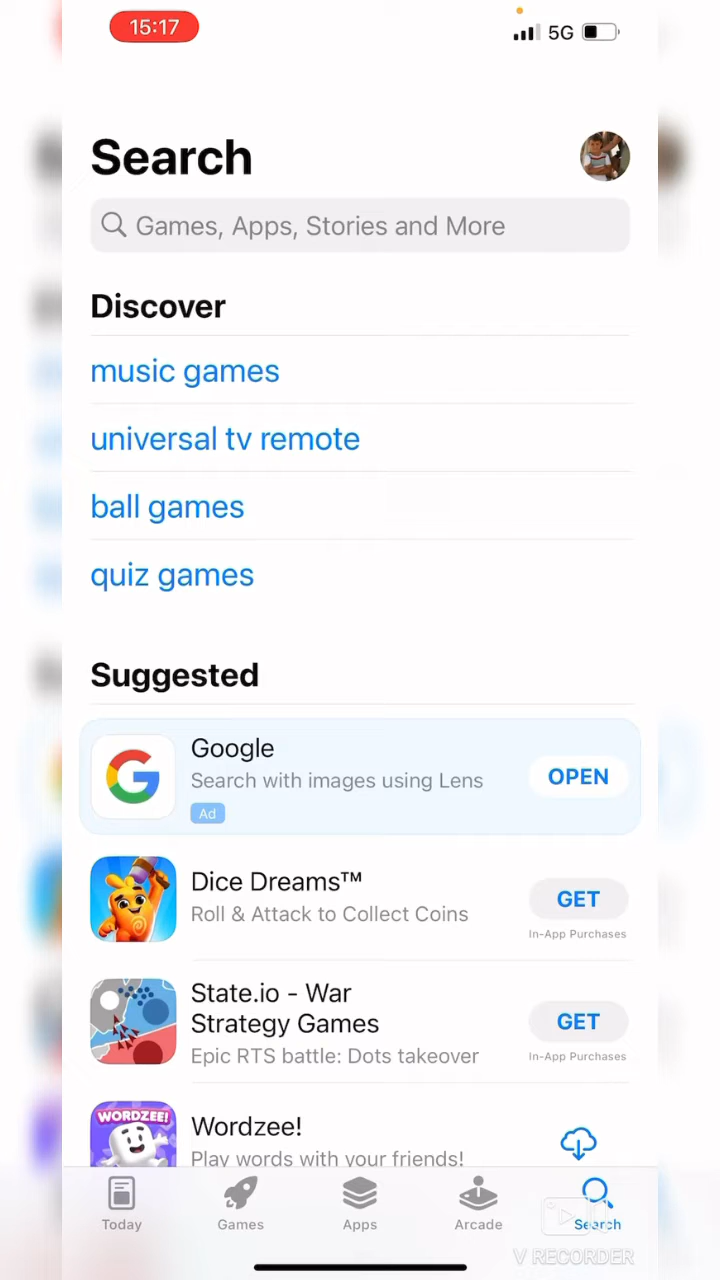 15:17
5G
Search
Games, Apps, Stories and More
Discover
music games
universal tv remote
ball games
quiz games
Suggested
Google
Search with images using Lens
OPEN
Ad
Dice Dreams™
Roll & Attack to Collect Coins
GET
In-App Purchases
State.io - War
Strategy Games
Epic RTS battle: Dots takeover
GET
In-App Purchases
WORDZEE!
Wordzee!
Play words with your friends!
Today
Games
Apps
Arcade
Search
V RECORDER